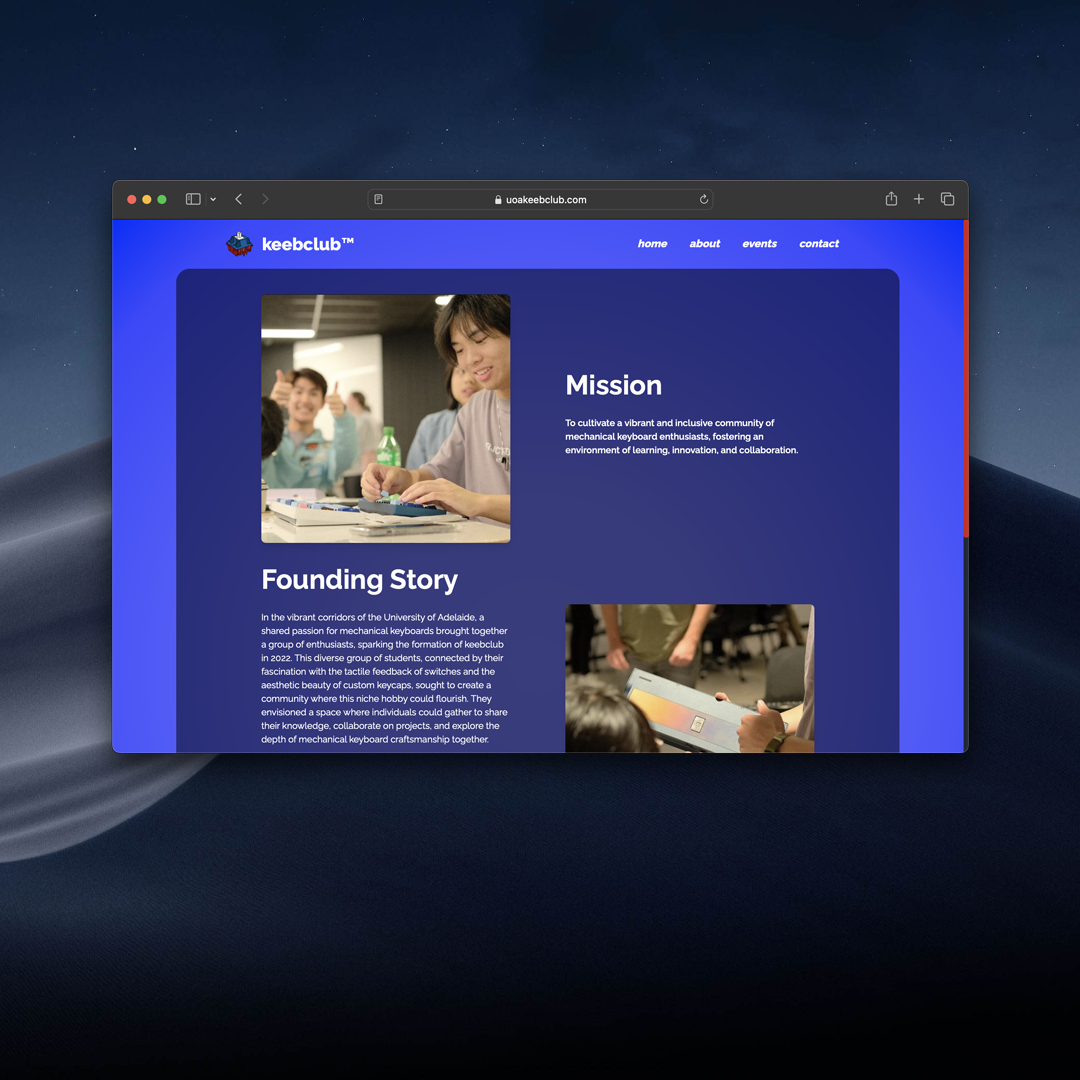 uoakeebclub.com
keebclub™
home about events contact
Mission
To cultivate a vibrant and inclusive community of
mechanical keyboard enthusiasts, fostering an
environment of learning, innovation, and collaboration.
Founding Story
In the vibrant corridors of the University of Adelaide, a
shared passion for mechanical keyboards brought together
a group of enthusiasts, sparking the formation of keebclub
in 2022. This diverse group of students, connected by their
fascination with the tactile feedback of switches and the
aesthetic beauty of custom keycaps, sought to create a
community where this niche hobby could flourish. They
envisioned a space where individuals could gather to share
their knowledge, collaborate on projects, and explore the
depth of mechanical keyboard craftsmanship together.